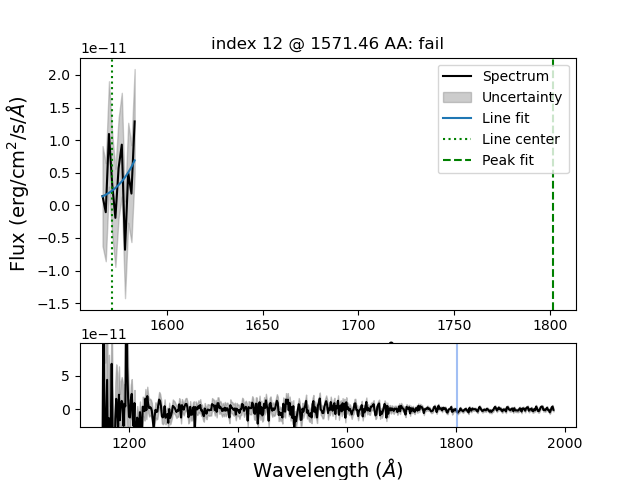 index 12 @ 1571.46 AA: fail
1e−11
Flux (erg/cm²/s/Å)
2.0
1.5
1.0
0.5
0.0
−0.5
−1.0
−1.5
Spectrum
Uncertainty
Line fit
Line center
Peak fit
1600
1650
1700
1750
1800
1e−11
5
0
1200
1400
1600
1800
2000
Wavelength (Å)